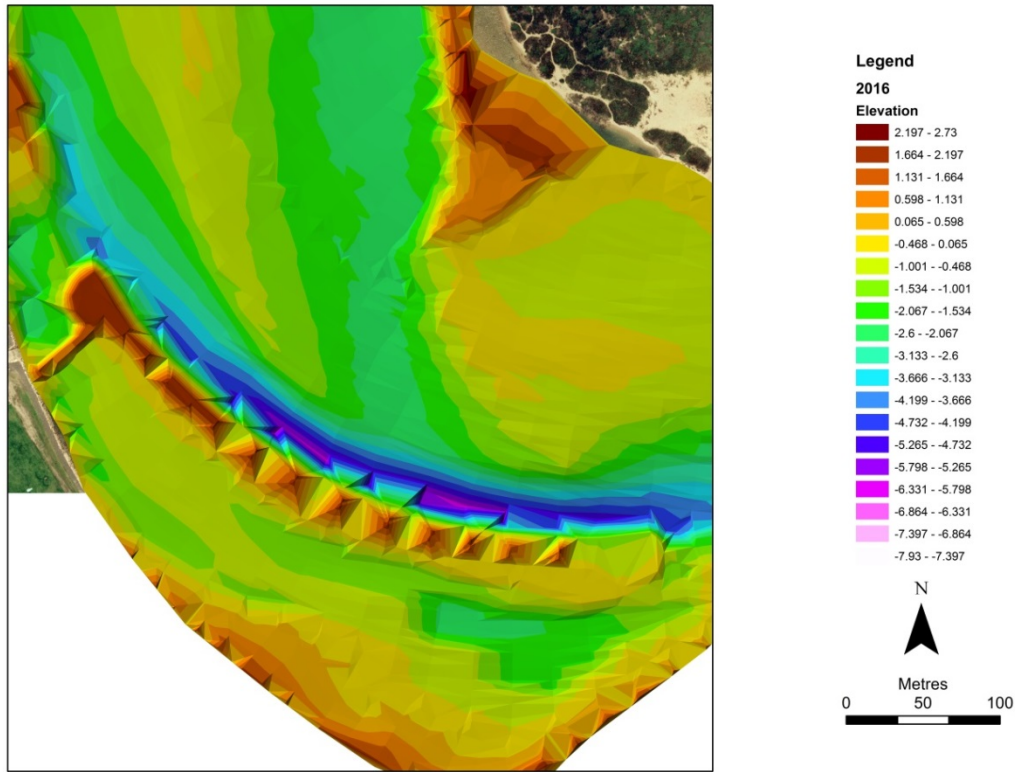 Legend
2016
Elevation
2.197 - 2.73
1.664 - 2.197
1.131 - 1.664
0.598 - 1.131
0.065 - 0.598
-0.468 - 0.065
-1.001 - -0.468
-1.534 - -1.001
-2.067 - -1.534
-2.6 - -2.067
-3.133 - -2.6
-3.666 - -3.133
-4.199 - -3.666
-4.732 - -4.199
-5.265 - -4.732
-5.798 - -5.265
-6.331 - -5.798
-6.864 - -6.331
-7.397 - -6.864
-7.93 - -7.397
N
Metres
0 50 100